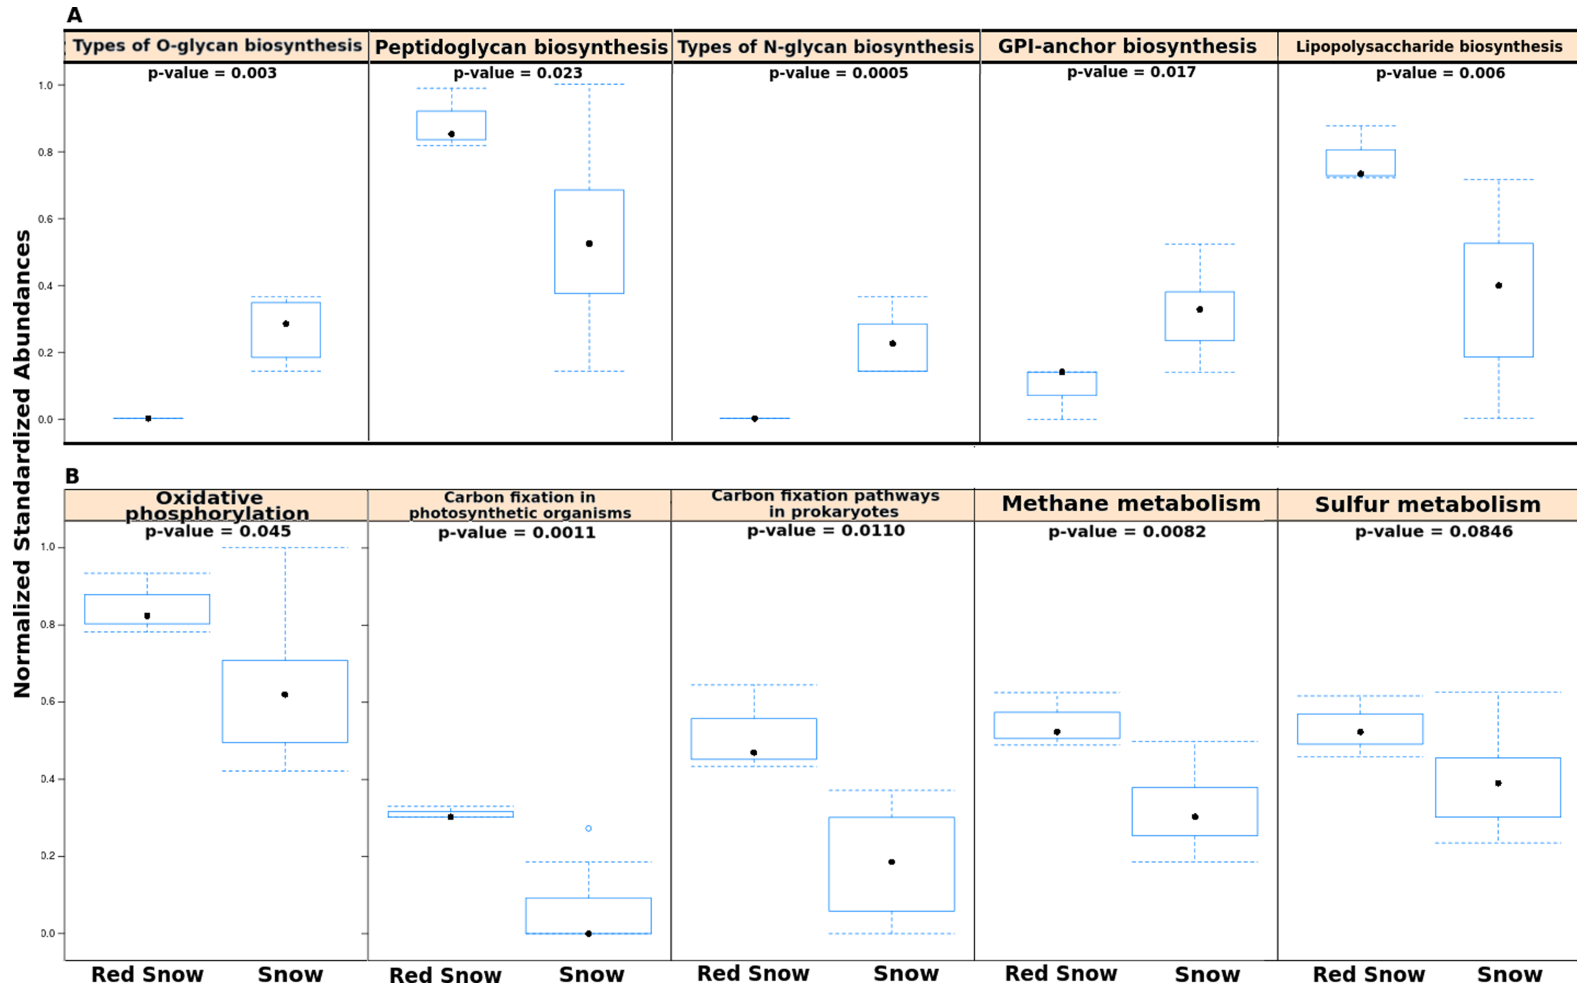 A
Types of O-glycan biosynthesis
Peptidoglycan biosynthesis
Types of N-glycan biosynthesis
GPI-anchor biosynthesis
Lipopolysaccharide biosynthesis
p-value = 0.003
p-value = 0.023
p-value = 0.0005
p-value = 0.017
p-value = 0.006
1.0
0.8
0.6
0.4
0.2
0.0
Normalized Standardized Abundances
B
Oxidative
phosphorylation
Carbon fixation in
photosynthetic organisms
Carbon fixation pathways
in prokaryotes
Methane metabolism
Sulfur metabolism
p-value = 0.045
p-value = 0.0011
p-value = 0.0110
p-value = 0.0082
p-value = 0.0846
1.0
0.8
0.6
0.4
0.2
0.0
Red Snow
Snow
Red Snow
Snow
Red Snow
Snow
Red Snow
Snow
Red Snow
Snow